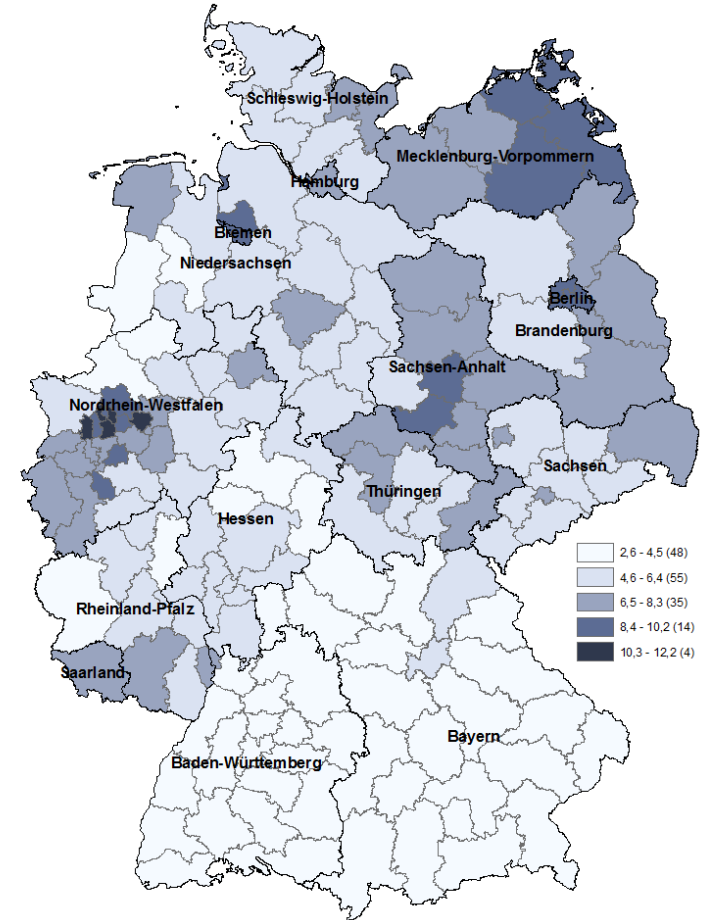 Schleswig-Holstein
Mecklenburg-Vorpommern
Hamburg
Bremen
Niedersachsen
Berlin
Brandenburg
Sachsen-Anhalt
Nordrhein-Westfalen
Sachsen
Thüringen
Hessen
2,6 - 4,5 (48)
4,6 - 6,4 (55)
6,5 - 8,3 (35)
8,4 - 10,2 (14)
10,3 - 12,2 (4)
Rheinland-Pfalz
Saarland
Bayern
Baden-Württemberg